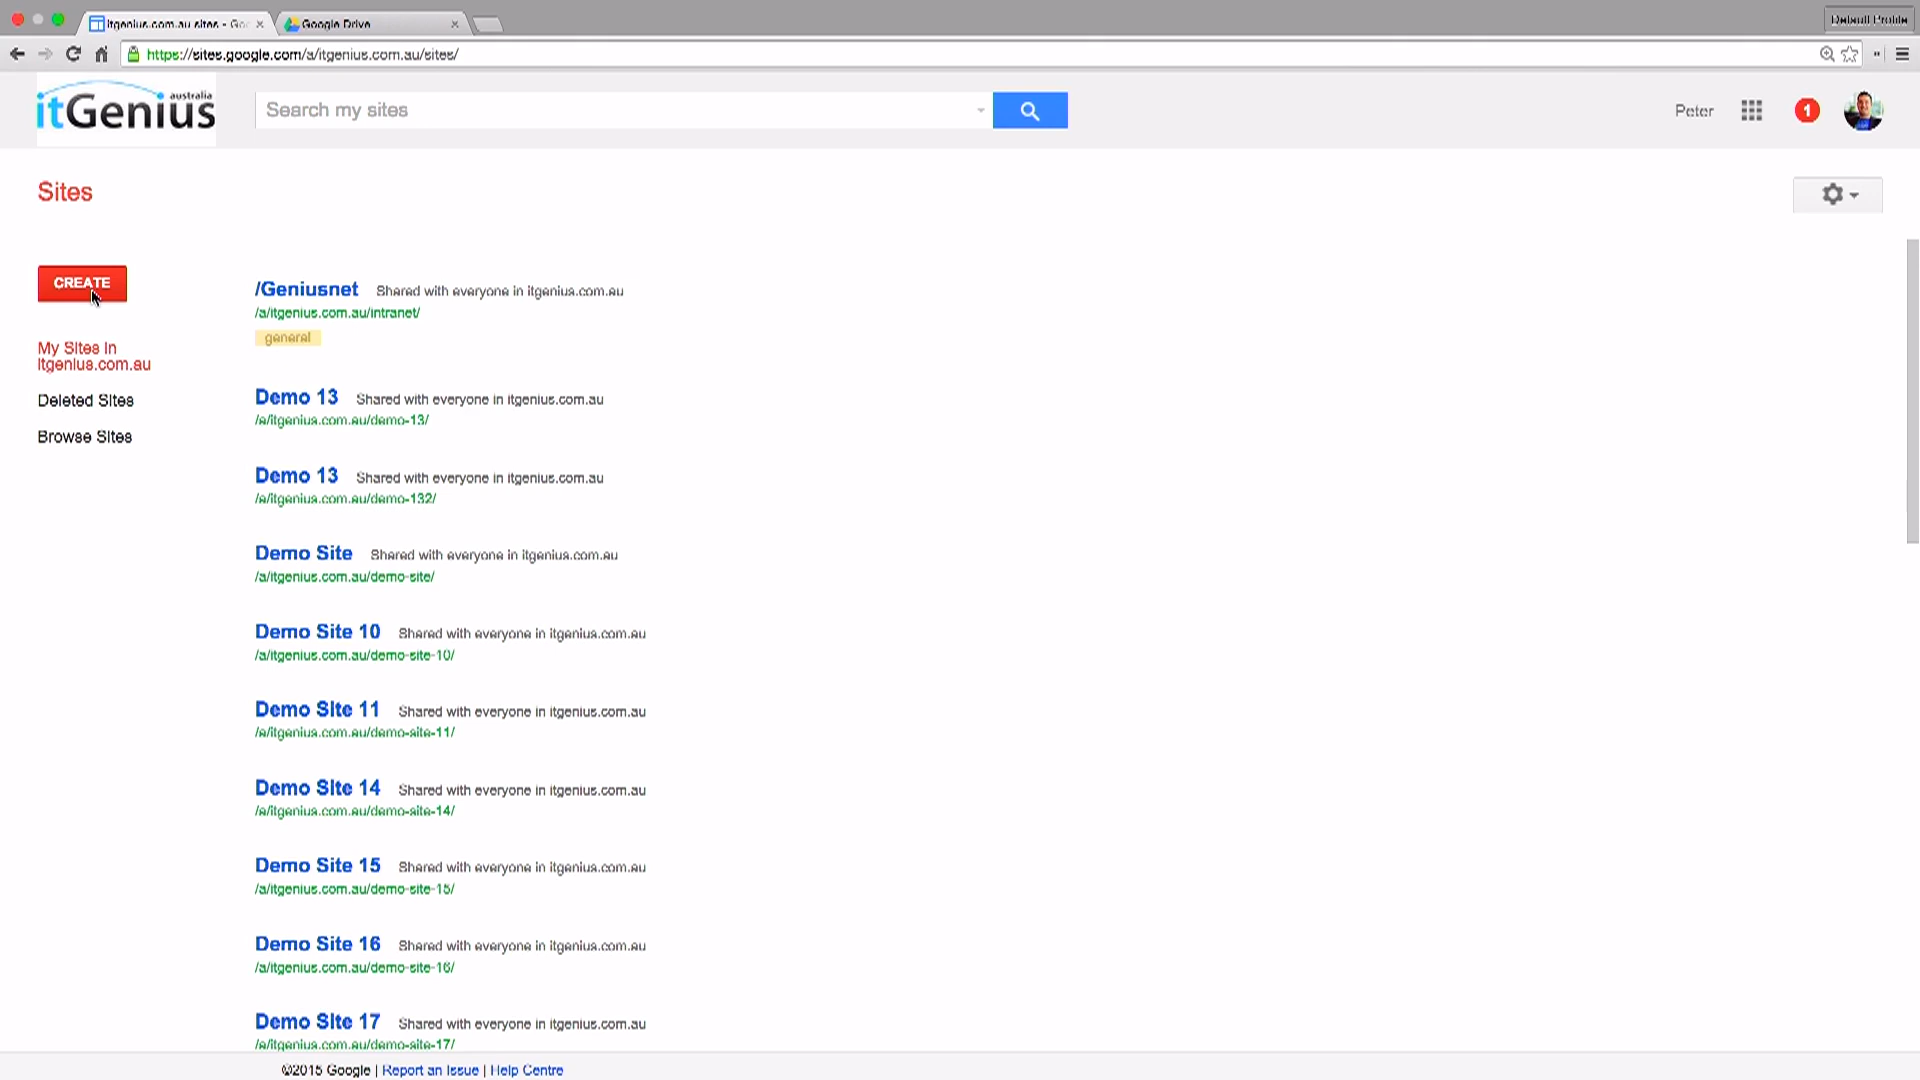 itgenius.com.au sites - Goo
Google Drive
Default Profile
https://sites.google.com/a/itgenius.com.au/sites/
australia
itGenius
Search my sites
Peter
1
Sites
CREATE
My Sites in
itgenius.com.au
Deleted Sites
Browse Sites
/Geniusnet Shared with everyone in itgenius.com.au
/a/itgenius.com.au/intranet/
general
Demo 13 Shared with everyone in itgenius.com.au
/a/itgenius.com.au/demo-13/
Demo 13 Shared with everyone in itgenius.com.au
/a/itgenius.com.au/demo-132/
Demo Site Shared with everyone in itgenius.com.au
/a/itgenius.com.au/demo-site/
Demo Site 10 Shared with everyone in itgenius.com.au
/a/itgenius.com.au/demo-site-10/
Demo Site 11 Shared with everyone in itgenius.com.au
/a/itgenius.com.au/demo-site-11/
Demo Site 14 Shared with everyone in itgenius.com.au
/a/itgenius.com.au/demo-site-14/
Demo Site 15 Shared with everyone in itgenius.com.au
/a/itgenius.com.au/demo-site-15/
Demo Site 16 Shared with everyone in itgenius.com.au
/a/itgenius.com.au/demo-site-16/
Demo Site 17 Shared with everyone in itgenius.com.au
/a/itgenius.com.au/demo-site-17/
©2015 Google | Report an Issue | Help Centre